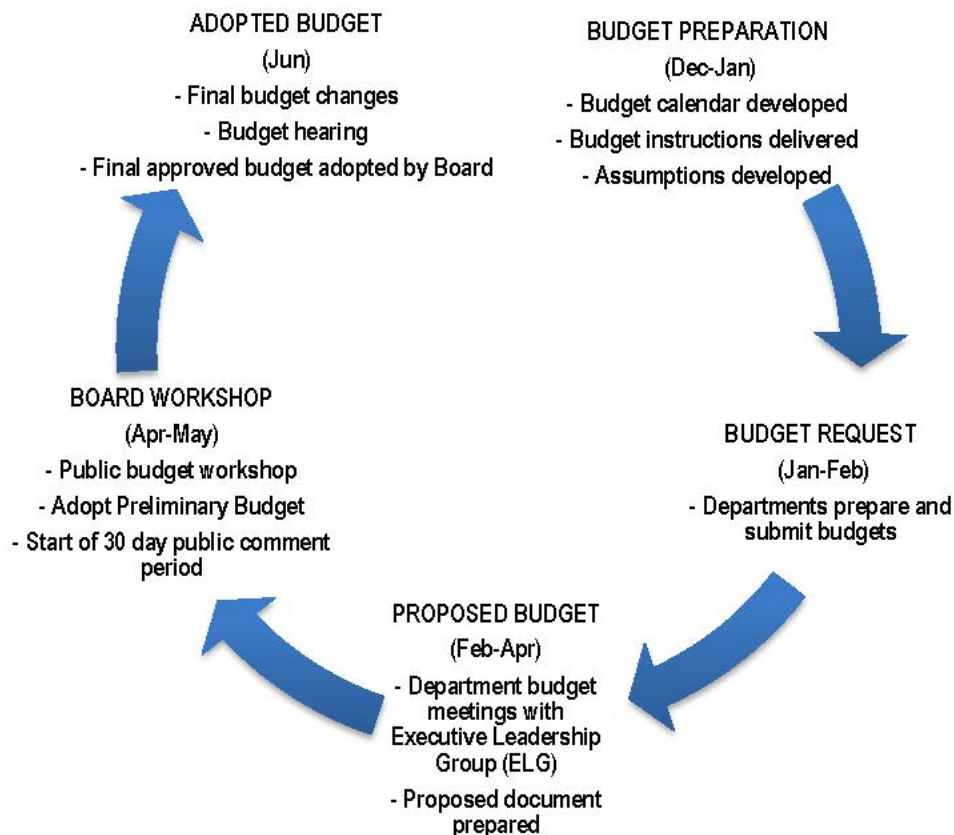 ADOPTED BUDGET
(Jun)
- Final budget changes
- Budget hearing
- Final approved budget adopted by Board
BUDGET PREPARATION
(Dec-Jan)
- Budget calendar developed
- Budget instructions delivered
- Assumptions developed
BUDGET REQUEST
(Jan-Feb)
- Departments prepare and
submit budgets
PROPOSED BUDGET
(Feb-Apr)
- Department budget
meetings with
Executive Leadership
Group (ELG)
- Proposed document
prepared
BOARD WORKSHOP
(Apr-May)
- Public budget workshop
- Adopt Preliminary Budget
- Start of 30 day public comment
period